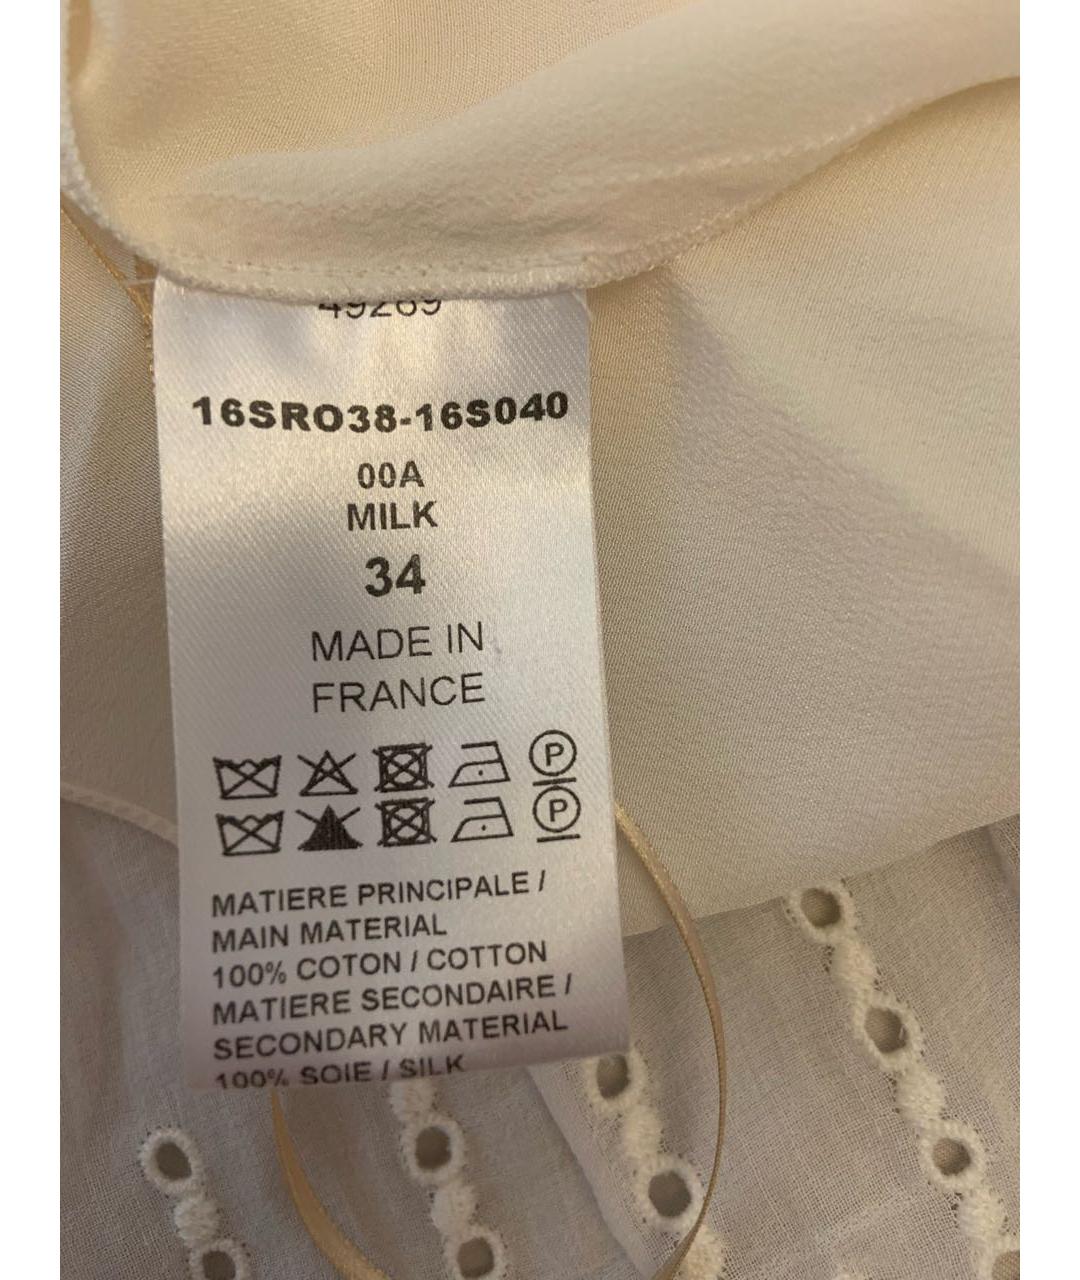 49269
16SRO38-16S040
00A
MILK
34
MADE IN
FRANCE
P
P
MATIERE PRINCIPALE /
MAIN MATERIAL
100% COTON / COTTON
MATIERE SECONDAIRE /
SECONDARY MATERIAL
100% SOIE / SILK